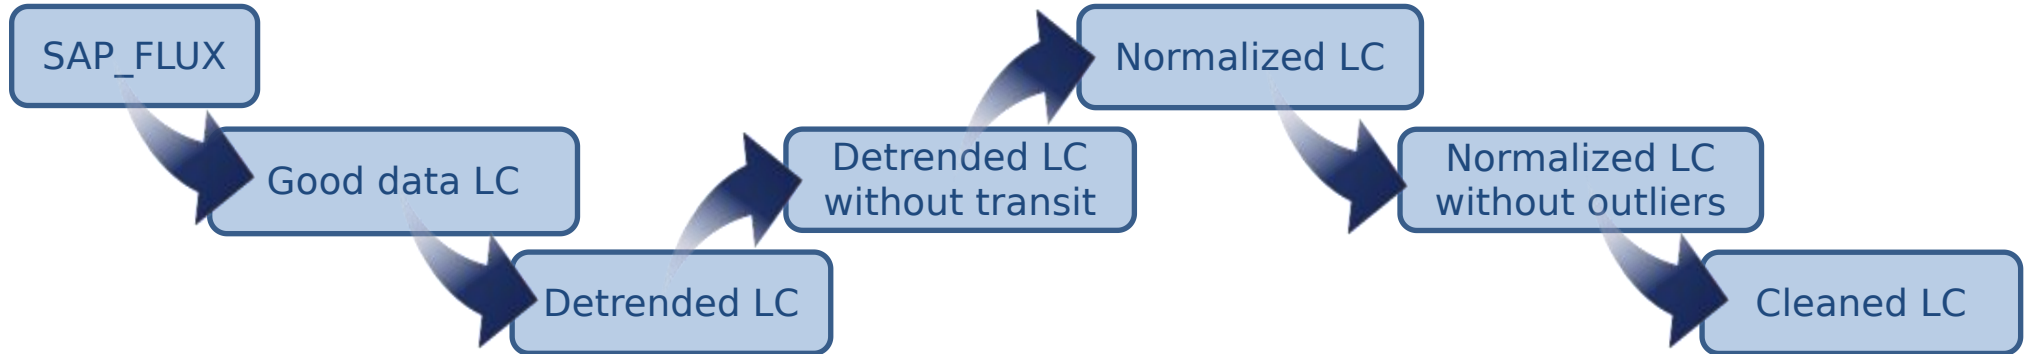 SAP_FLUX
Good data LC
Detrended LC
Detrended LC
without transit
Normalized LC
Normalized LC
without outliers
Cleaned LC